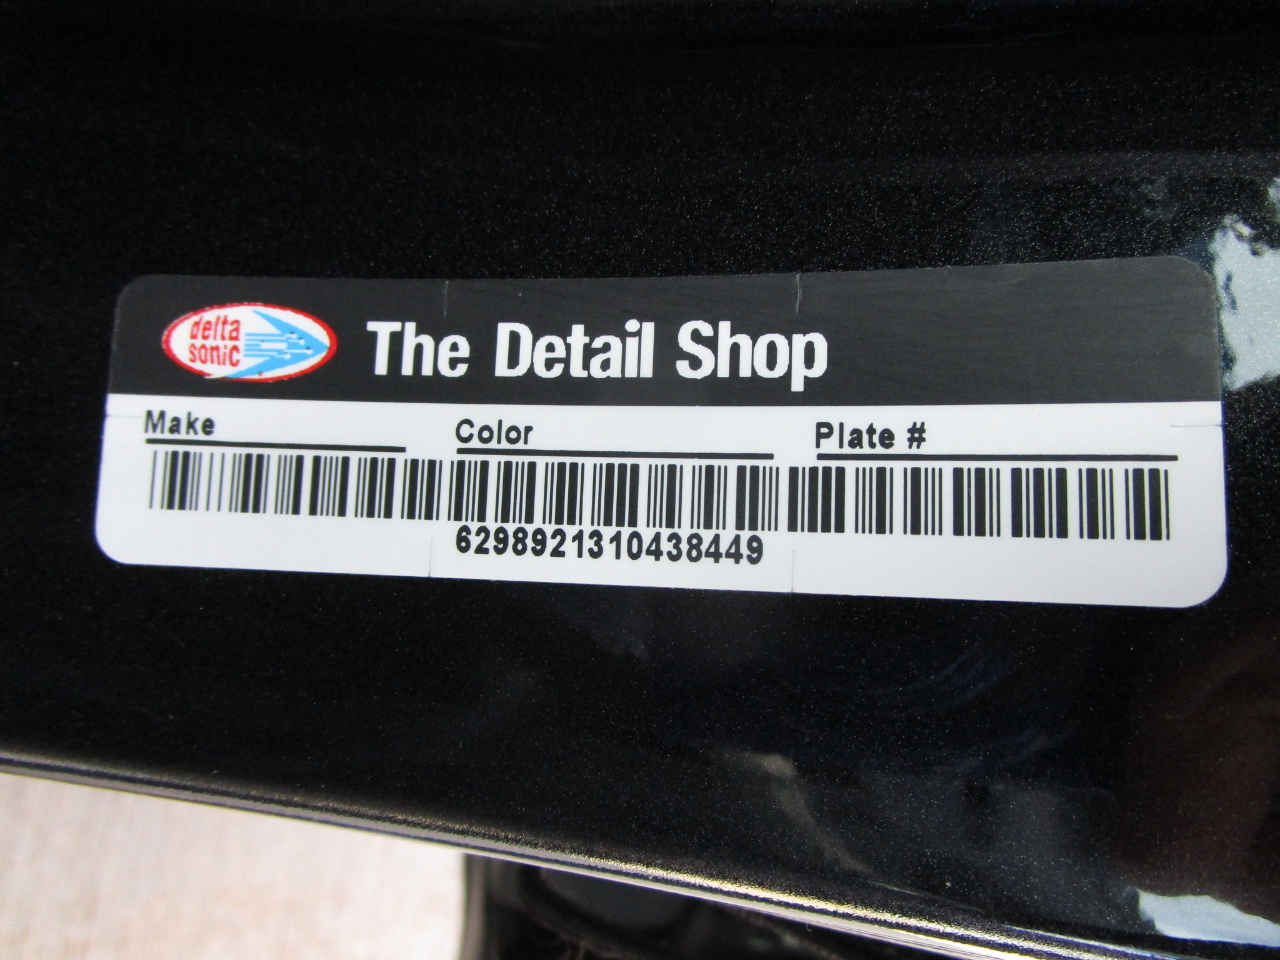 delta
sonic
The Detail Shop
Make Color Plate #
6298921310438449